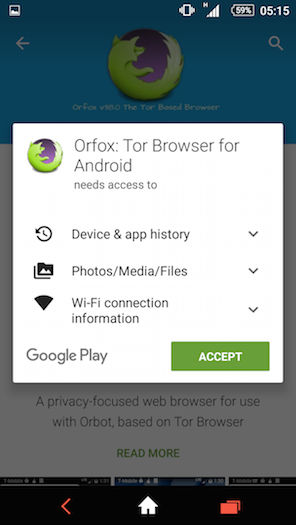 59%
05:15
Orfox v38.0 The Tor Based Browser
Orfox: Tor Browser for
Android
needs access to
Device & app history
Photos/Media/Files
Wi-Fi connection
information
Google Play
ACCEPT
A privacy-focused web browser for use
with Orbot, based on Tor Browser
READ MORE